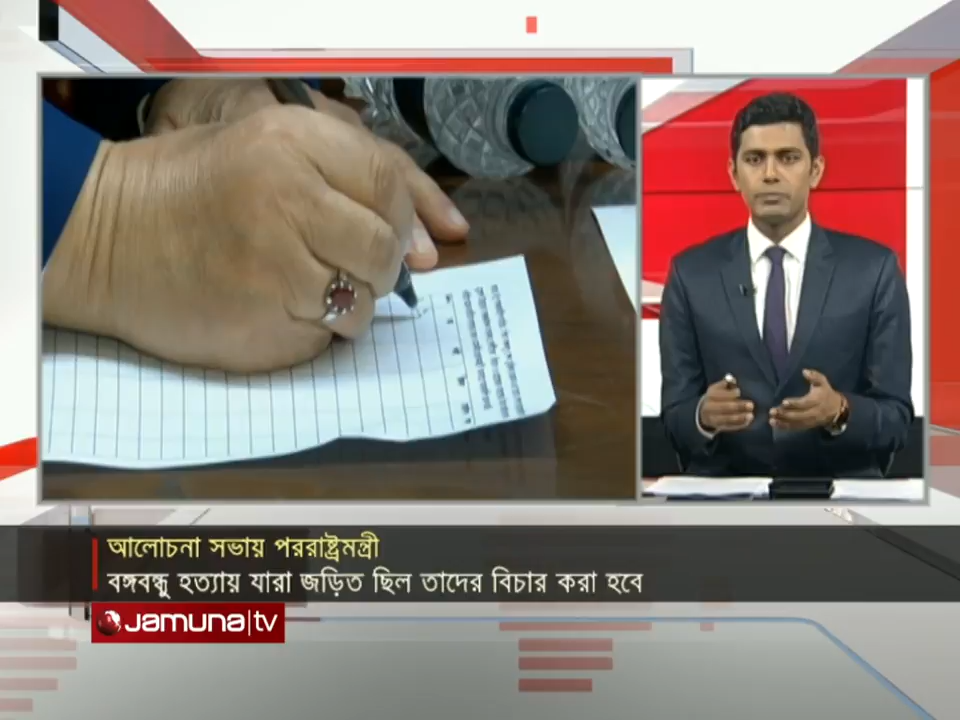 আলোচনা সভায় পররাষ্ট্রমন্ত্রী
বঙ্গবন্ধু হত্যায় যারা জড়িত ছিল তাদের বিচার করা হবে
Jamuna|tv